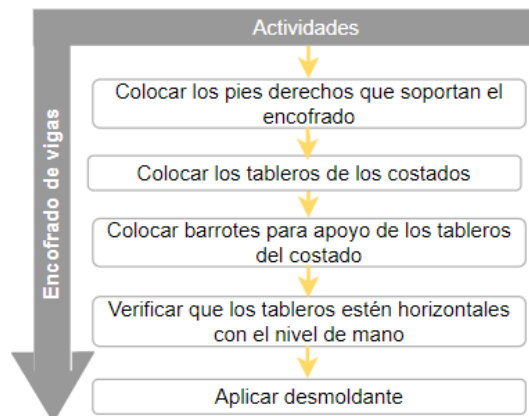 Actividades
Encofrado de vigas
Colocar los pies derechos que soportan el
encofrado
Colocar los tableros de los costados
Colocar barrotes para apoyo de los tableros
del costado
Verificar que los tableros estén horizontales
con el nivel de mano
Aplicar desmoldante